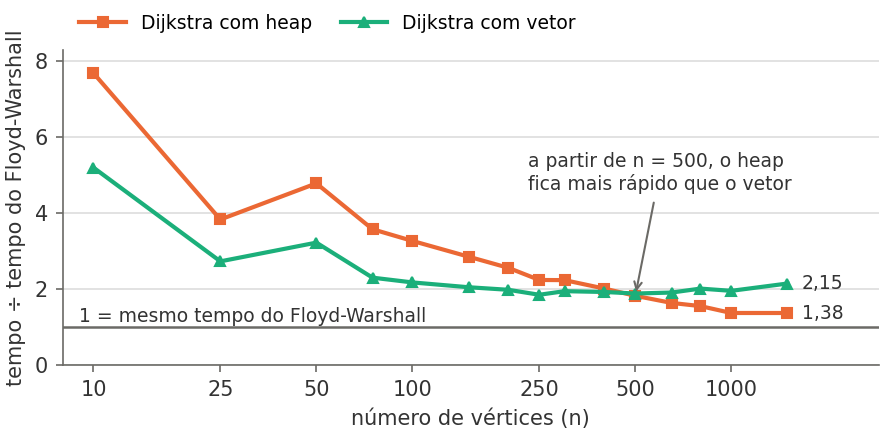 Dijkstra com heap
Dijkstra com vetor
tempo ÷ tempo do Floyd-Warshall
8
6
4
2
0
a partir de n = 500, o heap
fica mais rápido que o vetor
2,15
1,38
1 = mesmo tempo do Floyd-Warshall
10
25
50
100
250
500
1000
número de vértices (n)